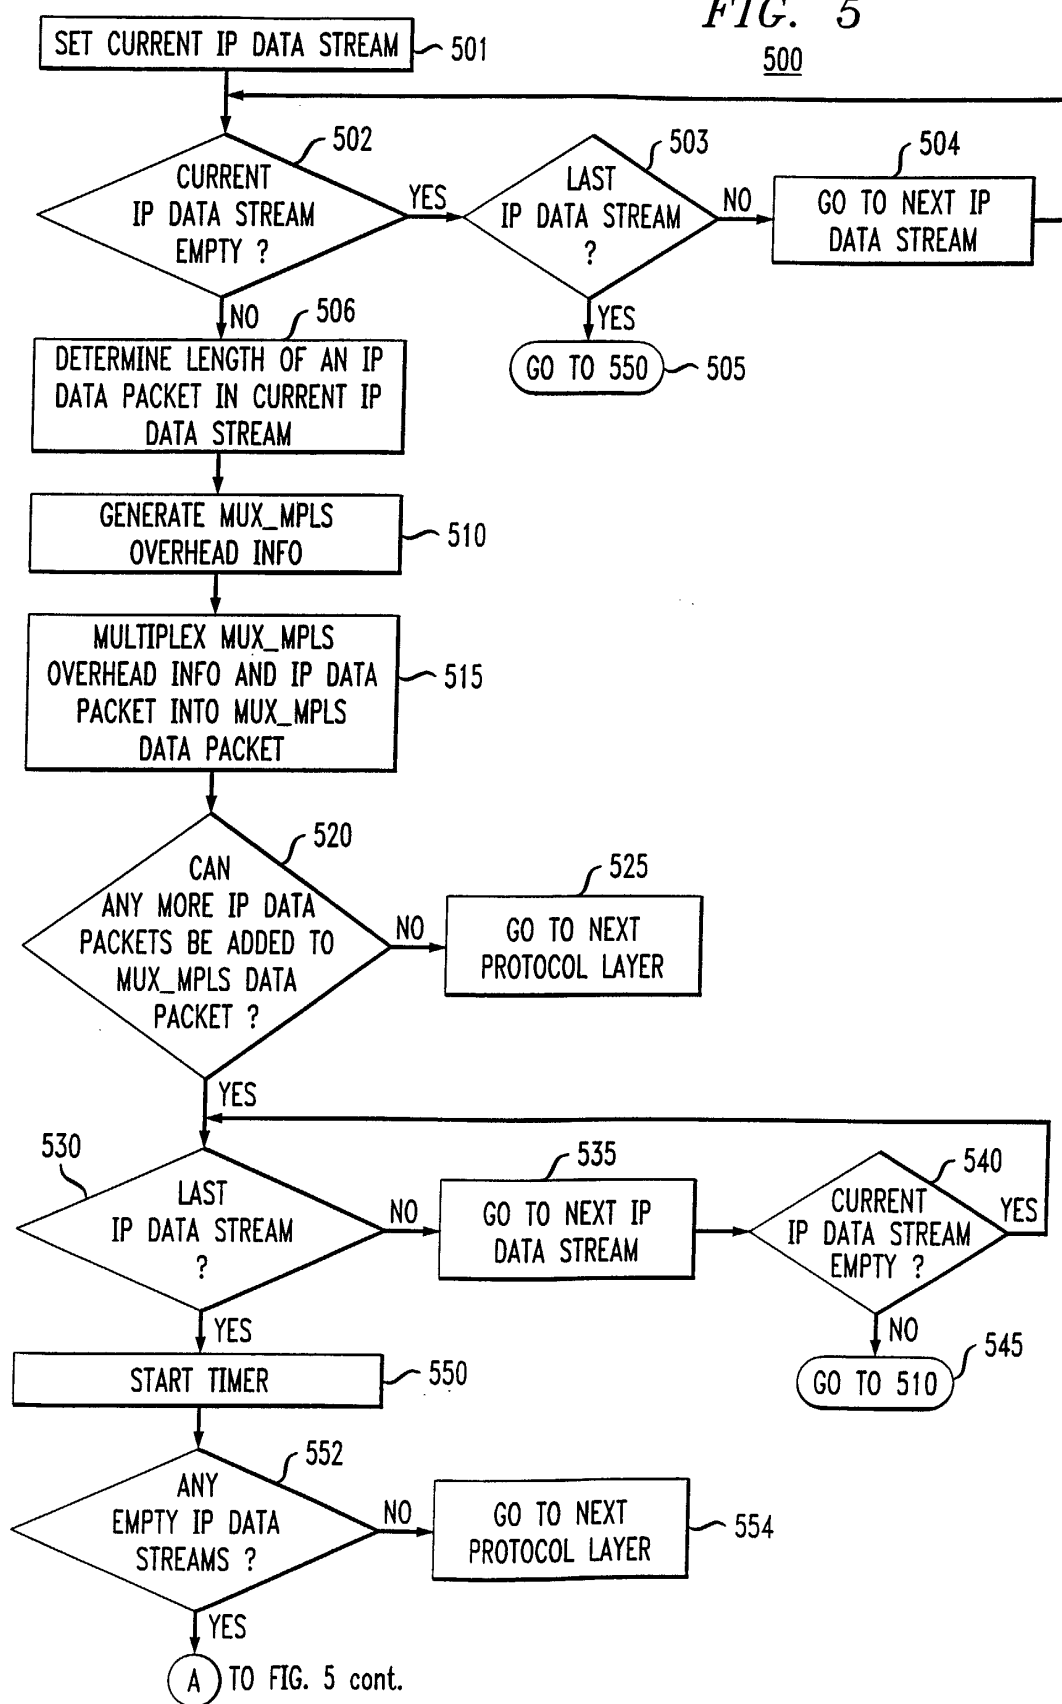 FIG. 5
500
SET CURRENT IP DATA STREAM
501
502
CURRENT
IP DATA STREAM
EMPTY ?
YES
NO
503
LAST
IP DATA STREAM
?
NO
YES
504
GO TO NEXT IP
DATA STREAM
GO TO 550
505
506
DETERMINE LENGTH OF AN IP
DATA PACKET IN CURRENT IP
DATA STREAM
GENERATE MUX_MPLS
OVERHEAD INFO
510
MULTIPLEX MUX_MPLS
OVERHEAD INFO AND IP DATA
PACKET INTO MUX_MPLS
DATA PACKET
515
520
CAN
ANY MORE IP DATA
PACKETS BE ADDED TO
MUX_MPLS DATA
PACKET ?
NO
YES
525
GO TO NEXT
PROTOCOL LAYER
530
LAST
IP DATA STREAM
?
NO
YES
535
GO TO NEXT IP
DATA STREAM
540
CURRENT
IP DATA STREAM
EMPTY ?
YES
NO
GO TO 510
545
START TIMER
550
552
ANY
EMPTY IP DATA
STREAMS ?
NO
YES
GO TO NEXT
PROTOCOL LAYER
554
A TO FIG. 5 cont.